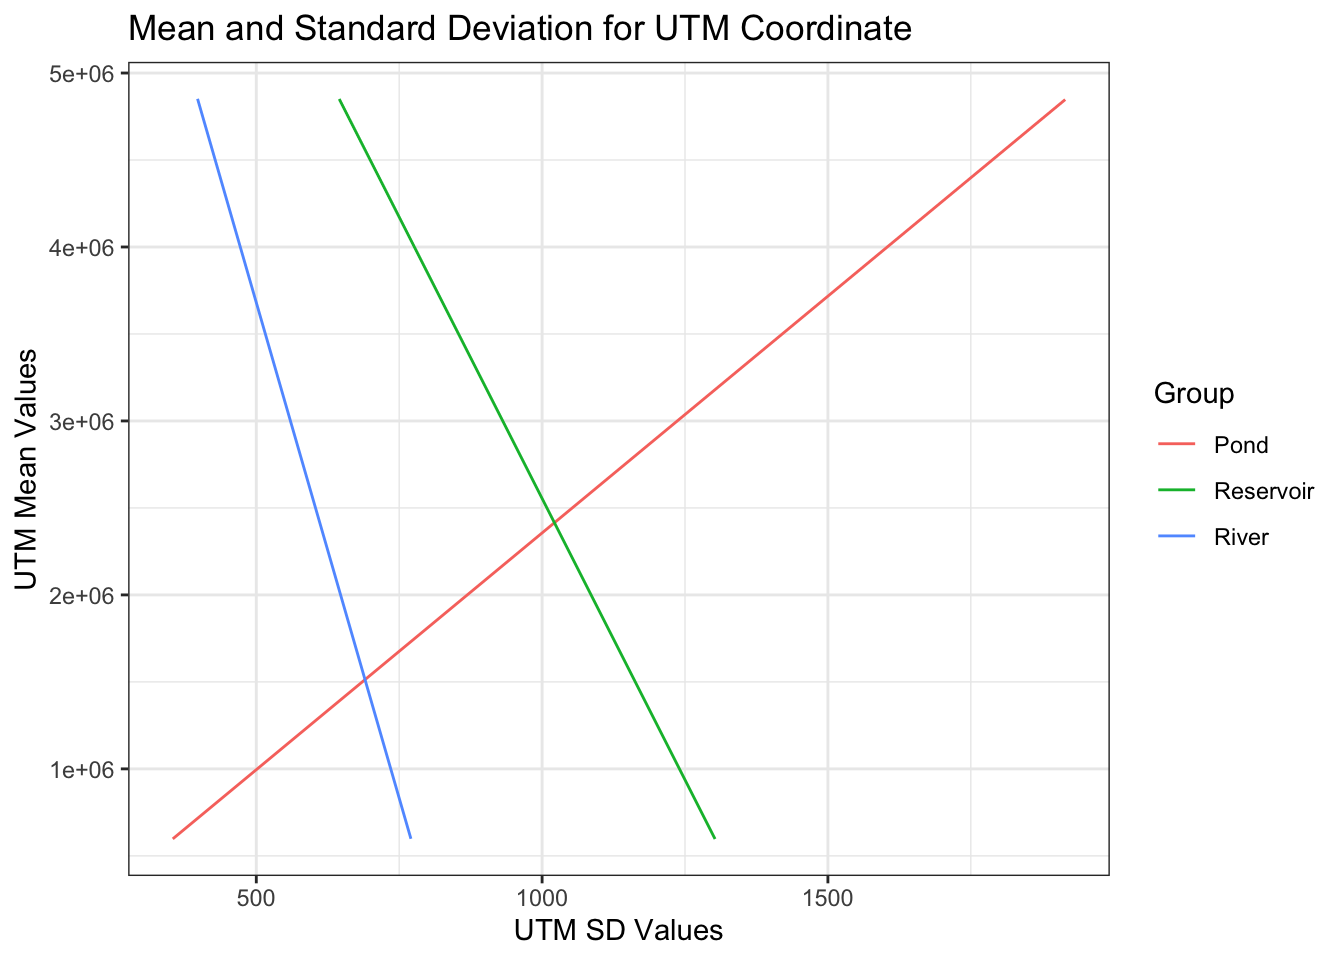 Mean and Standard Deviation for UTM Coordinate
5e+06
4e+06
3e+06
2e+06
1e+06
UTM Mean Values
500
1000
1500
UTM SD Values
Group
Pond
Reservoir
River